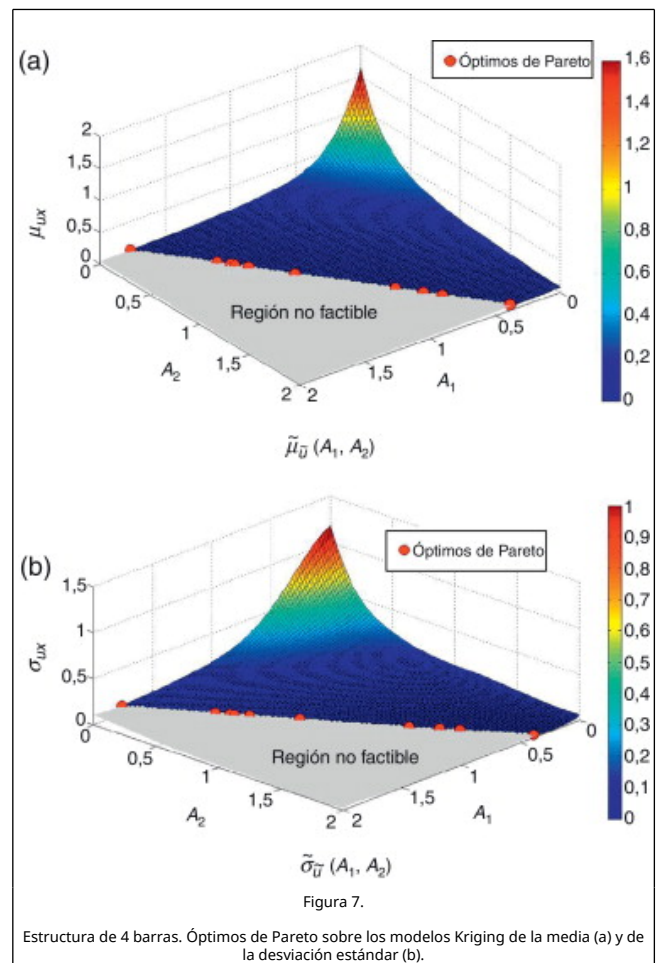 (a)
Óptimos de Pareto
1,6
1,4
1,2
1
0,8
0,6
0,4
0,2
0
2
1,5
1
0,5
0
μux
0
0,5
1
1,5
2
A2
Región no factible
0
0,5
1
1,5
2
A1
μ̃ũ (A1, A2)
(b)
Óptimos de Pareto
1
0,9
0,8
0,7
0,6
0,5
0,4
0,3
0,2
0,1
0
1,5
1
0,5
0
σux
0
0,5
1
1,5
2
A2
Región no factible
0
0,5
1
1,5
2
A1
σ̃ũ (A1, A2)
Figura 7.
Estructura de 4 barras. Óptimos de Pareto sobre los modelos Kriging de la media (a) y de
la desviación estándar (b).